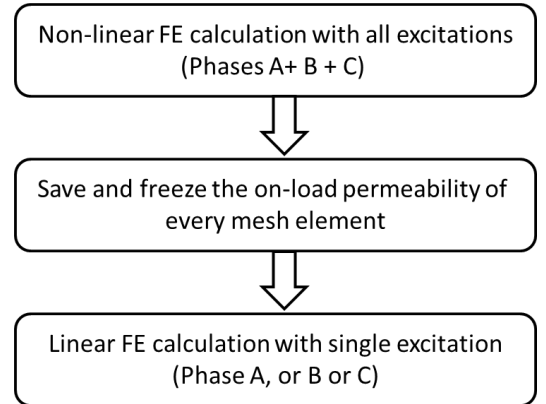 Non-linear FE calculation with all excitations
(Phases A+ B + C)
Save and freeze the on-load permeability of
every mesh element
Linear FE calculation with single excitation
(Phase A, or B or C)